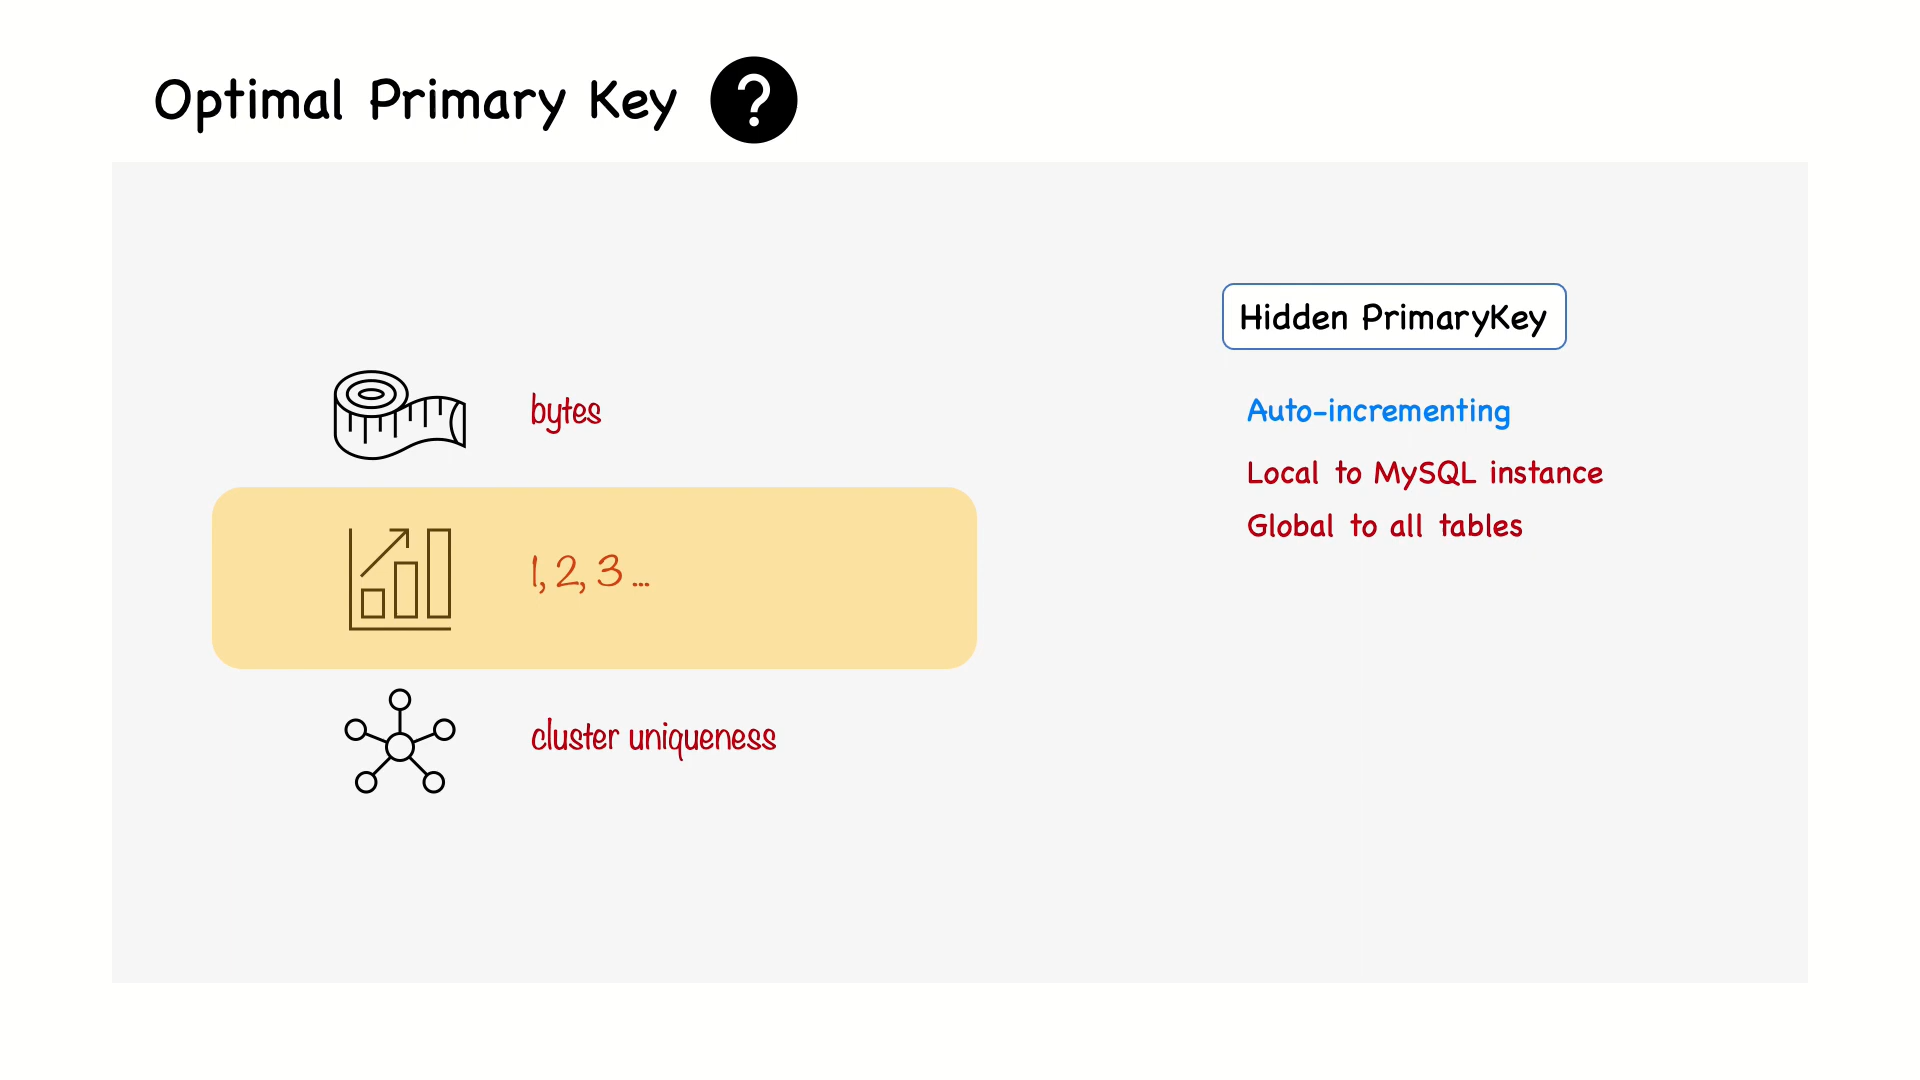 Optimal Primary Key ?
bytes
1, 2, 3 ...
cluster uniqueness
Hidden PrimaryKey
Auto-incrementing
Local to MySQL instance
Global to all tables